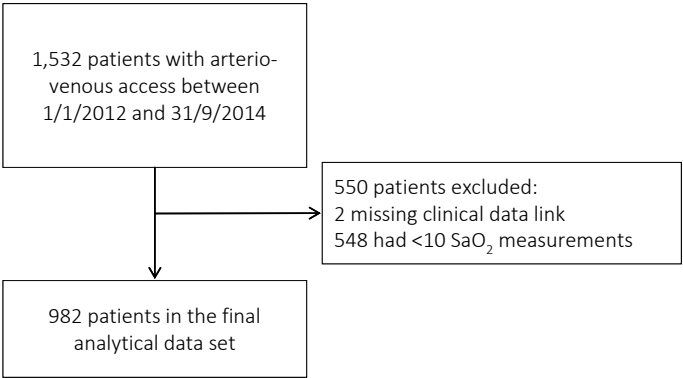 1,532 patients with arterio-
venous access between
1/1/2012 and 31/9/2014
550 patients excluded:
2 missing clinical data link
548 had <10 SaO₂ measurements
982 patients in the final
analytical data set